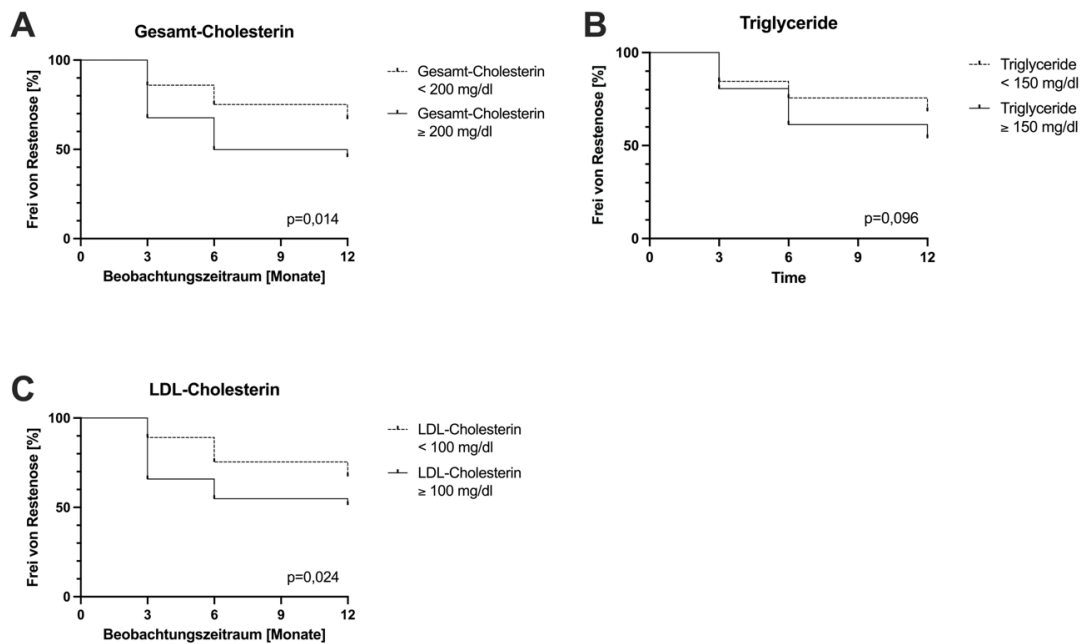 A
Gesamt-Cholesterin
Frei von Restenose [%]
100
50
0
0 3 6 9 12
Beobachtungszeitraum [Monate]
p=0,014
Gesamt-Cholesterin
< 200 mg/dl
Gesamt-Cholesterin
≥ 200 mg/dl
B
Triglyceride
Frei von Restenose [%]
100
50
0
0 3 6 9 12
Time
p=0,096
Triglyceride
< 150 mg/dl
Triglyceride
≥ 150 mg/dl
C
LDL-Cholesterin
Frei von Restenose [%]
100
50
0
0 3 6 9 12
Beobachtungszeitraum [Monate]
p=0,024
LDL-Cholesterin
< 100 mg/dl
LDL-Cholesterin
≥ 100 mg/dl